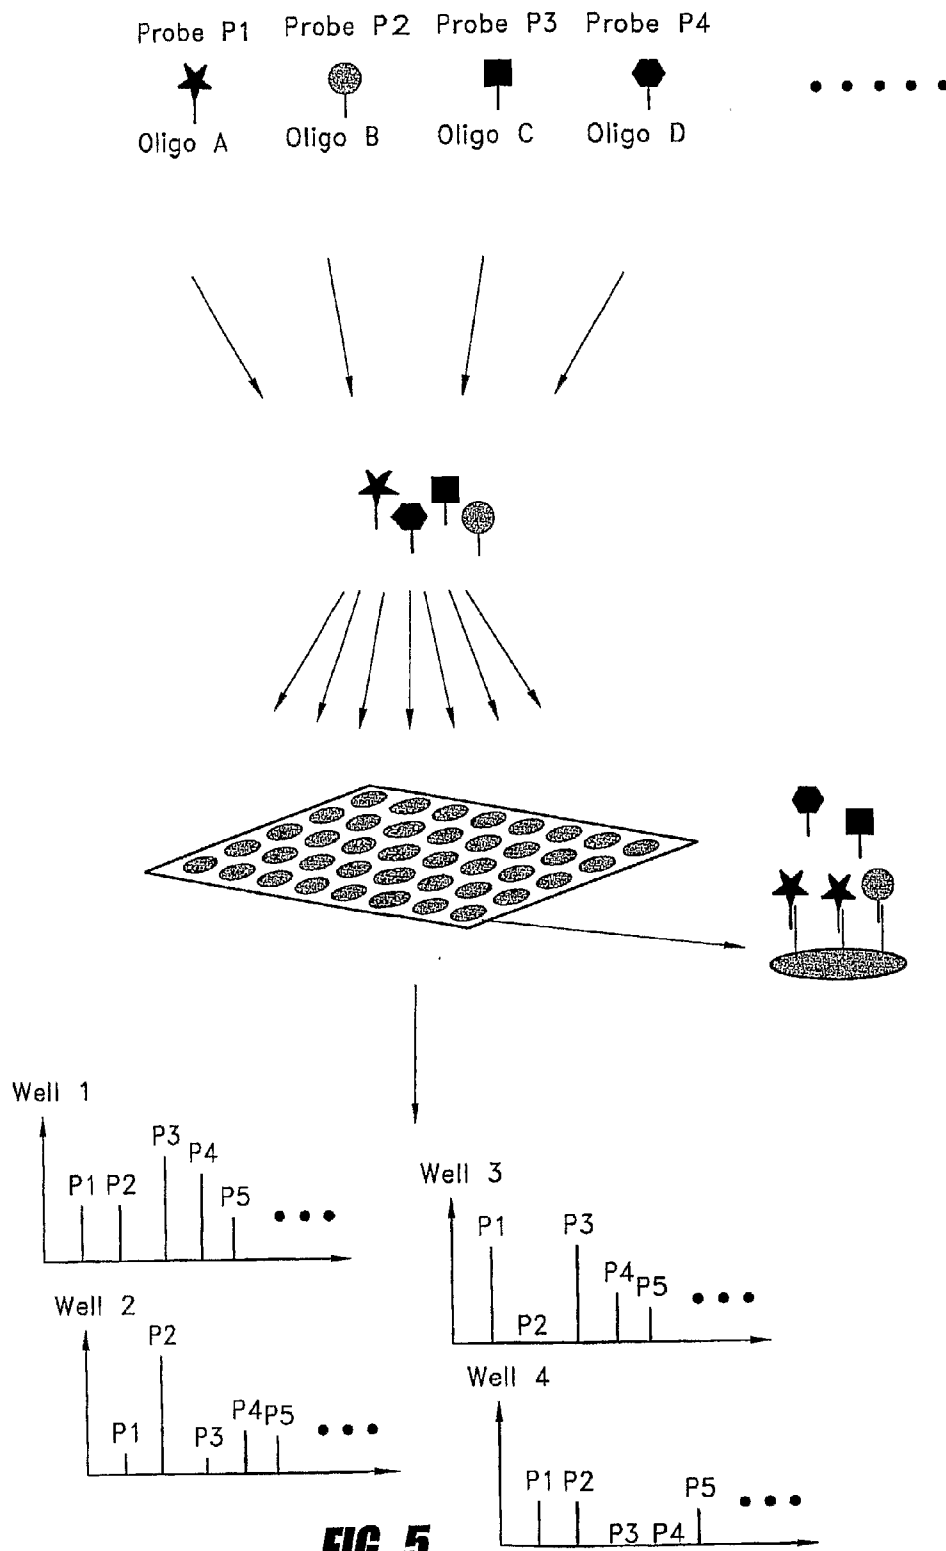 Probe P1 Probe P2 Probe P3 Probe P4
Oligo A Oligo B Oligo C Oligo D
Well 1
P1 P2 P3 P4 P5
Well 2
P1 P2 P3 P4 P5
Well 3
P1 P2 P3 P4 P5
Well 4
P1 P2 P3 P4 P5
FIG. 5